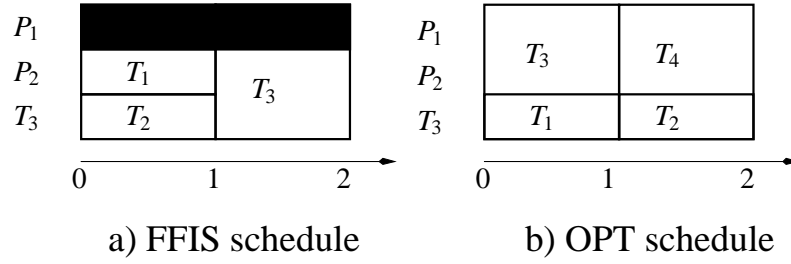 P1
P2 T1 T3
T3 T2
0 1 2
a) FFIS schedule
P1 T3 T4
P2
T3 T1 T2
0 1 2
b) OPT schedule